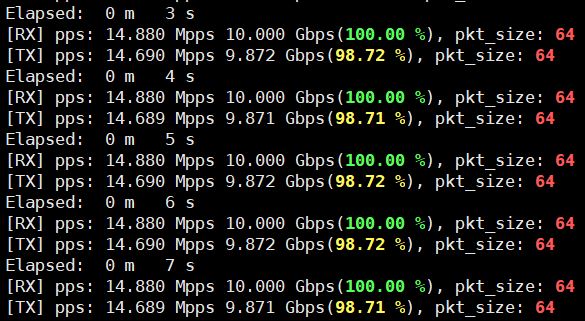 Elapsed:  0 m   3 s
[RX] pps: 14.880 Mpps 10.000 Gbps(100.00 %), pkt_size: 64
[TX] pps: 14.690 Mpps 9.872 Gbps(98.72 %), pkt_size: 64
Elapsed:  0 m   4 s
[RX] pps: 14.880 Mpps 10.000 Gbps(100.00 %), pkt_size: 64
[TX] pps: 14.689 Mpps 9.871 Gbps(98.71 %), pkt_size: 64
Elapsed:  0 m   5 s
[RX] pps: 14.880 Mpps 10.000 Gbps(100.00 %), pkt_size: 64
[TX] pps: 14.690 Mpps 9.872 Gbps(98.72 %), pkt_size: 64
Elapsed:  0 m   6 s
[RX] pps: 14.880 Mpps 10.000 Gbps(100.00 %), pkt_size: 64
[TX] pps: 14.690 Mpps 9.872 Gbps(98.72 %), pkt_size: 64
Elapsed:  0 m   7 s
[RX] pps: 14.880 Mpps 10.000 Gbps(100.00 %), pkt_size: 64
[TX] pps: 14.689 Mpps 9.871 Gbps(98.71 %), pkt_size: 64